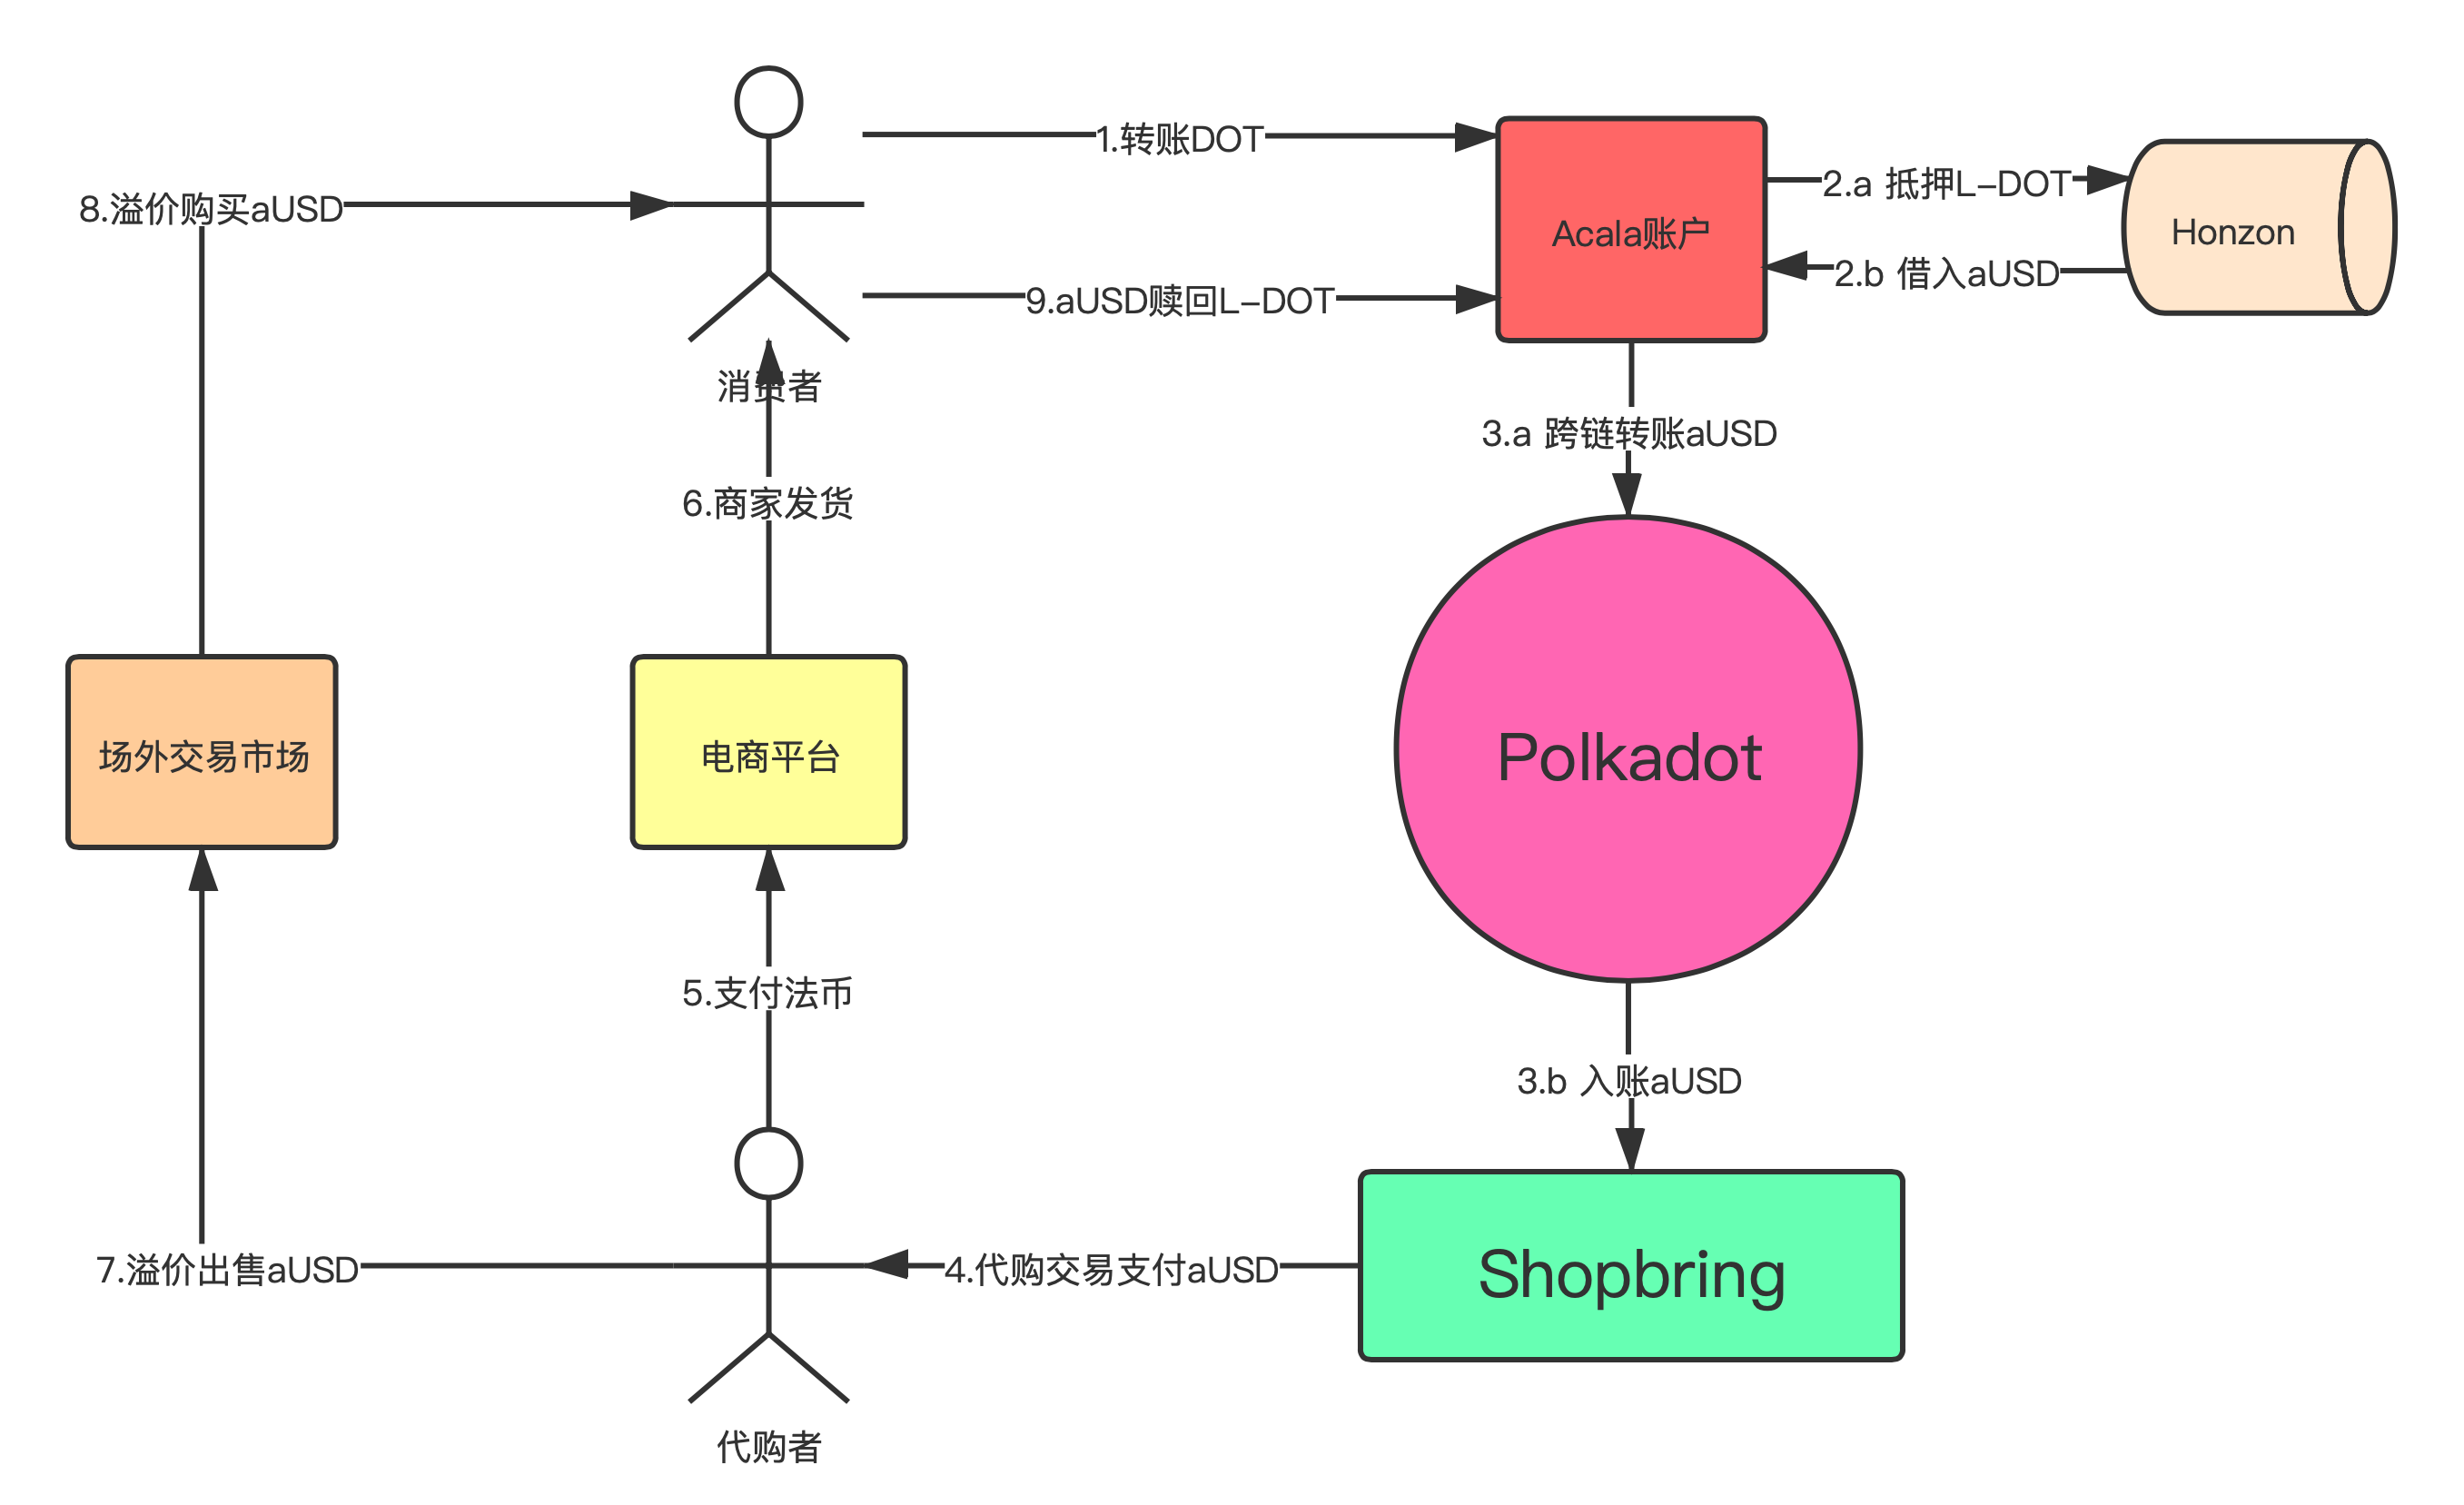 1.转账DOT
2.a 抵押L-DOT
8.溢价购买aUSD
Acala账户
Honzon
2.b 借入aUSD
9.aUSD赎回L-DOT
消费者
3.a 跨链转账aUSD
6.商家发货
场外交易市场
电商平台
Polkadot
5.支付法币
3.b 入账aUSD
7.溢价出售aUSD
4.代购交易支付aUSD
Shopbring
代购者